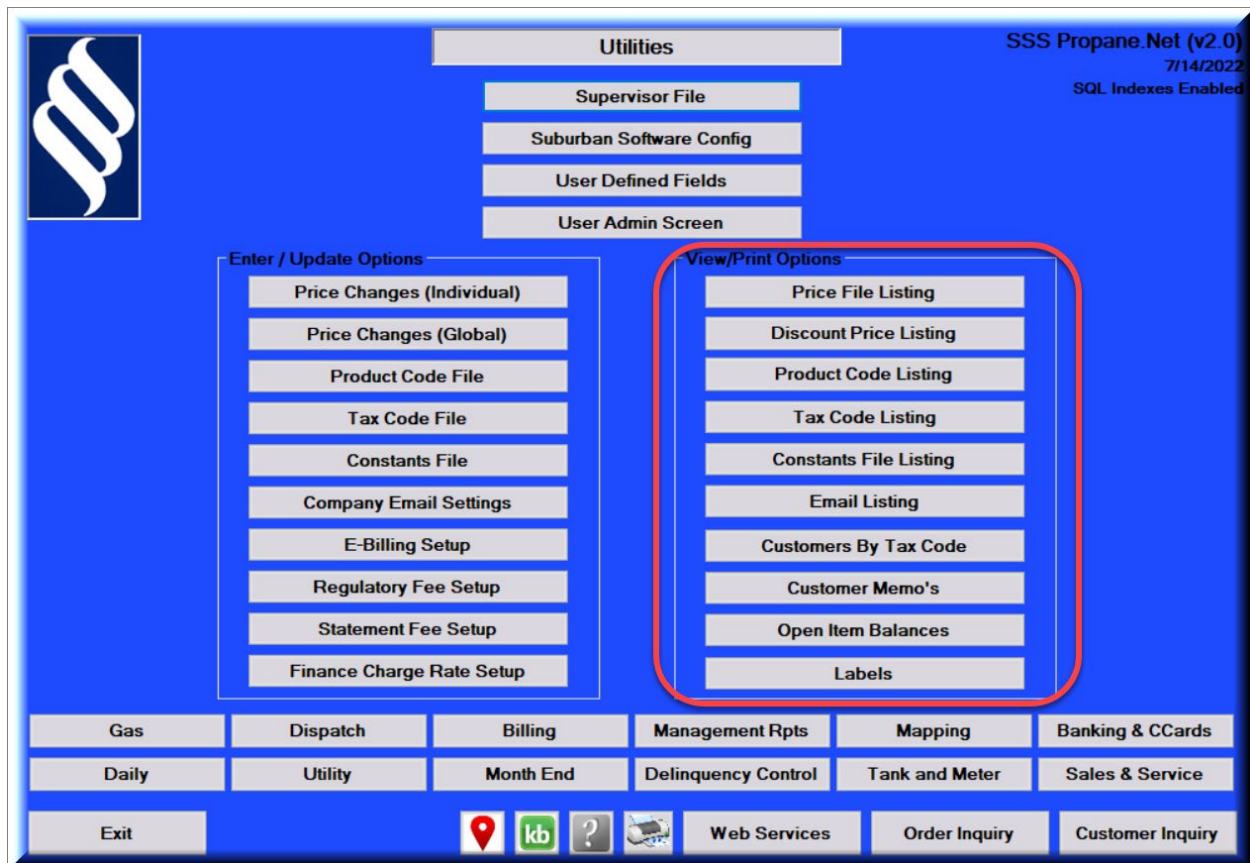 Utilities
SSS Propane.Net (v2.0)
7/14/2022
SQL Indexes Enabled
Supervisor File
Suburban Software Config
User Defined Fields
User Admin Screen
Enter / Update Options
Price Changes (Individual)
Price Changes (Global)
Product Code File
Tax Code File
Constants File
Company Email Settings
E-Billing Setup
Regulatory Fee Setup
Statement Fee Setup
Finance Charge Rate Setup
View/Print Options
Price File Listing
Discount Price Listing
Product Code Listing
Tax Code Listing
Constants File Listing
Email Listing
Customers By Tax Code
Customer Memo's
Open Item Balances
Labels
Gas Dispatch Billing Management Rpts Mapping Banking & CCards
Daily Utility Month End Delinquency Control Tank and Meter Sales & Service
Exit kb ? Web Services Order Inquiry Customer Inquiry